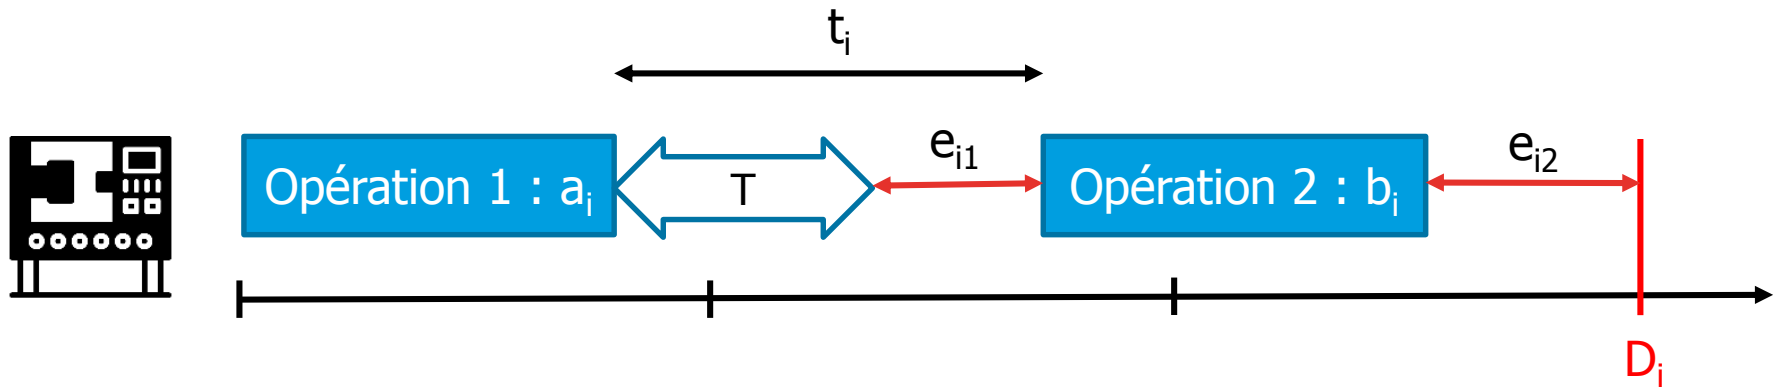 tᵢ
Opération 1 : aᵢ
T
eᵢ₁
Opération 2 : bᵢ
eᵢ₂
Dᵢ